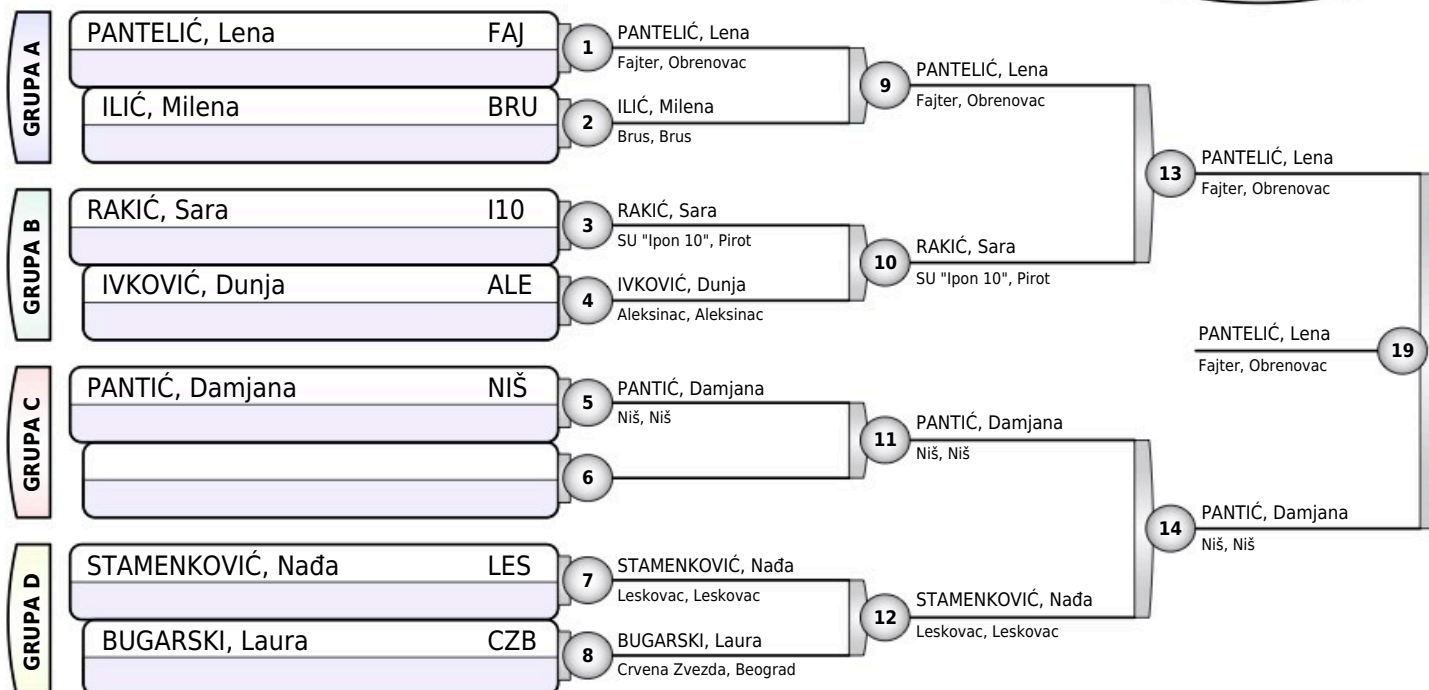 GRUPA A
PANTELIĆ, Lena FAJ
ILIĆ, Milena BRU
1
PANTELIĆ, Lena
Fajter, Obrenovac
2
ILIĆ, Milena
Brus, Brus
9
PANTELIĆ, Lena
Fajter, Obrenovac
GRUPA B
RAKIĆ, Sara I10
IVKOVIĆ, Dunja ALE
3
RAKIĆ, Sara
SU "Ipon 10", Pirot
4
IVKOVIĆ, Dunja
Aleksinac, Aleksinac
10
RAKIĆ, Sara
SU "Ipon 10", Pirot
13
PANTELIĆ, Lena
Fajter, Obrenovac
GRUPA C
PANTIĆ, Damjana NIŠ
5
PANTIĆ, Damjana
Niš, Niš
6
11
PANTIĆ, Damjana
Niš, Niš
GRUPA D
STAMENKOVIĆ, Nađa LES
BUGARSKI, Laura CZB
7
STAMENKOVIĆ, Nađa
Leskovac, Leskovac
8
BUGARSKI, Laura
Crvena Zvezda, Beograd
12
STAMENKOVIĆ, Nađa
Leskovac, Leskovac
14
PANTIĆ, Damjana
Niš, Niš
PANTELIĆ, Lena
Fajter, Obrenovac
19